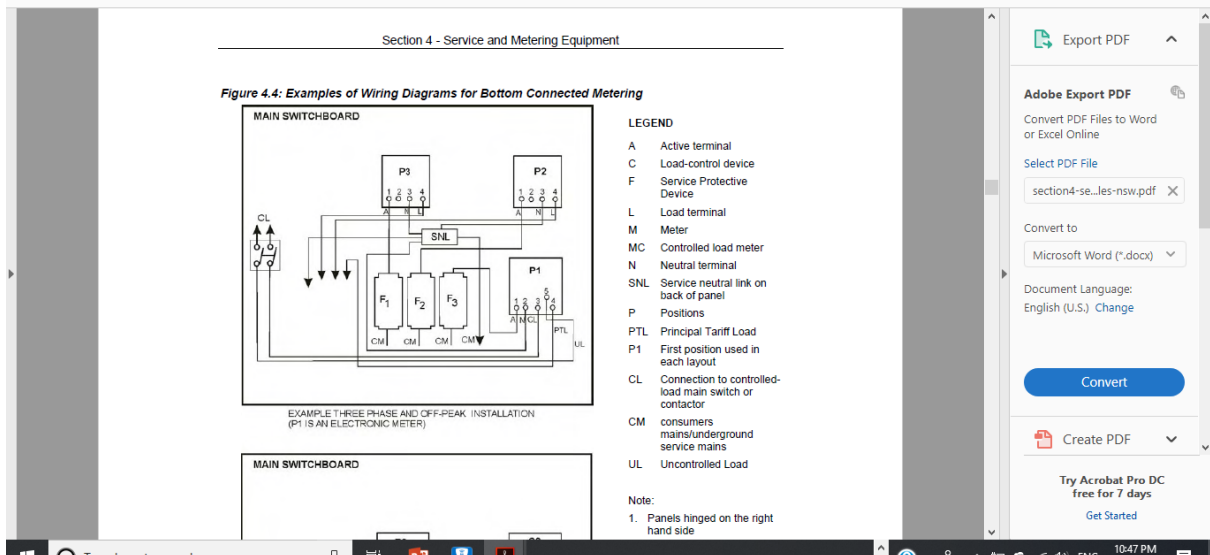 Section 4 - Service and Metering Equipment
Figure 4.4: Examples of Wiring Diagrams for Bottom Connected Metering
MAIN SWITCHBOARD
P3
1 2 3 4
A N L
P2
1 2 3 4
A N L
CL
SNL
P1
5
1 2 3 4
A N CL
PTL
UL
F1
F2
F3
CM
CM
CM
CM
EXAMPLE THREE PHASE AND OFF-PEAK INSTALLATION
(P1 IS AN ELECTRONIC METER)
MAIN SWITCHBOARD
LEGEND
A Active terminal
C Load-control device
F Service Protective
Device
L Load terminal
M Meter
MC Controlled load meter
N Neutral terminal
SNL Service neutral link on
back of panel
P Positions
PTL Principal Tariff Load
P1 First position used in
each layout
CL Connection to controlled-
load main switch or
contactor
CM consumers
mains/underground
service mains
UL Uncontrolled Load
Note:
1. Panels hinged on the right
hand side
Export PDF
Adobe Export PDF
Convert PDF Files to Word
or Excel Online
Select PDF File
section4-se...les-nsw.pdf
Convert to
Microsoft Word (*.docx)
Document Language:
English (U.S.) Change
Convert
Create PDF
Try Acrobat Pro DC
free for 7 days
Get Started
10:47 PM